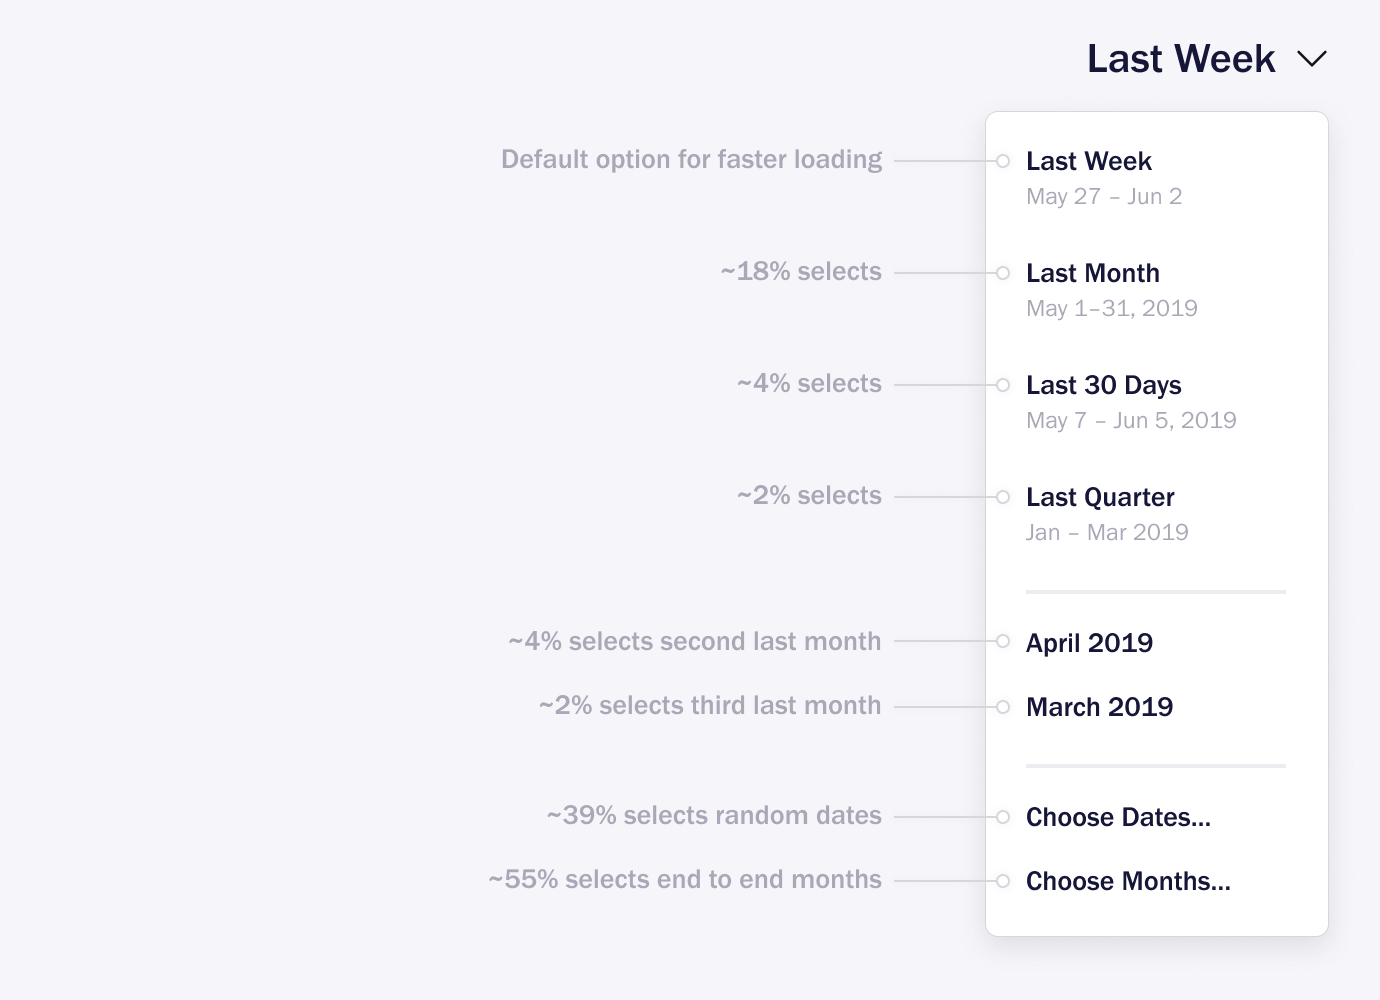 Last Week
Default option for faster loading
Last Week
May 27 – Jun 2
~18% selects
Last Month
May 1–31, 2019
~4% selects
Last 30 Days
May 7 – Jun 5, 2019
~2% selects
Last Quarter
Jan – Mar 2019
~4% selects second last month
April 2019
~2% selects third last month
March 2019
~39% selects random dates
Choose Dates...
~55% selects end to end months
Choose Months...